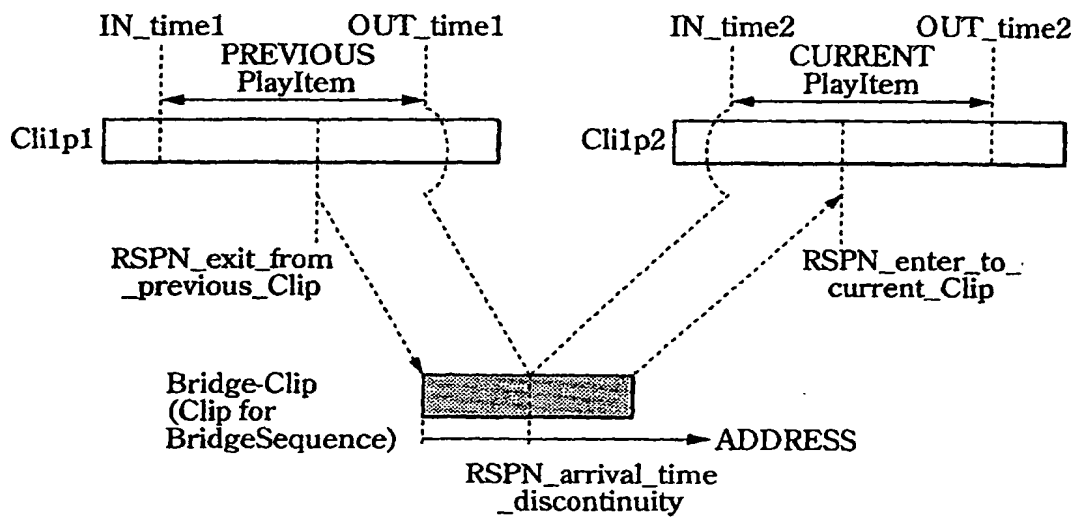 IN_time1
OUT_time1
IN_time2
OUT_time2
PREVIOUS
PlayItem
CURRENT
PlayItem
Cli1p1
Cli1p2
RSPN_exit_from
_previous_Clip
RSPN_enter_to_
current_Clip
Bridge-Clip
(Clip for
BridgeSequence)
ADDRESS
RSPN_arrival_time
_discontinuity